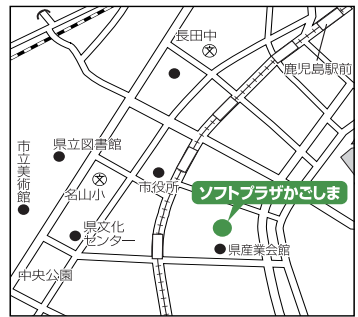 長田中
鹿児島駅前
県立図書館
市立美術館
名山小
市役所
ソフトプラザかごしま
県文化
センター
県産業会館
中央公園